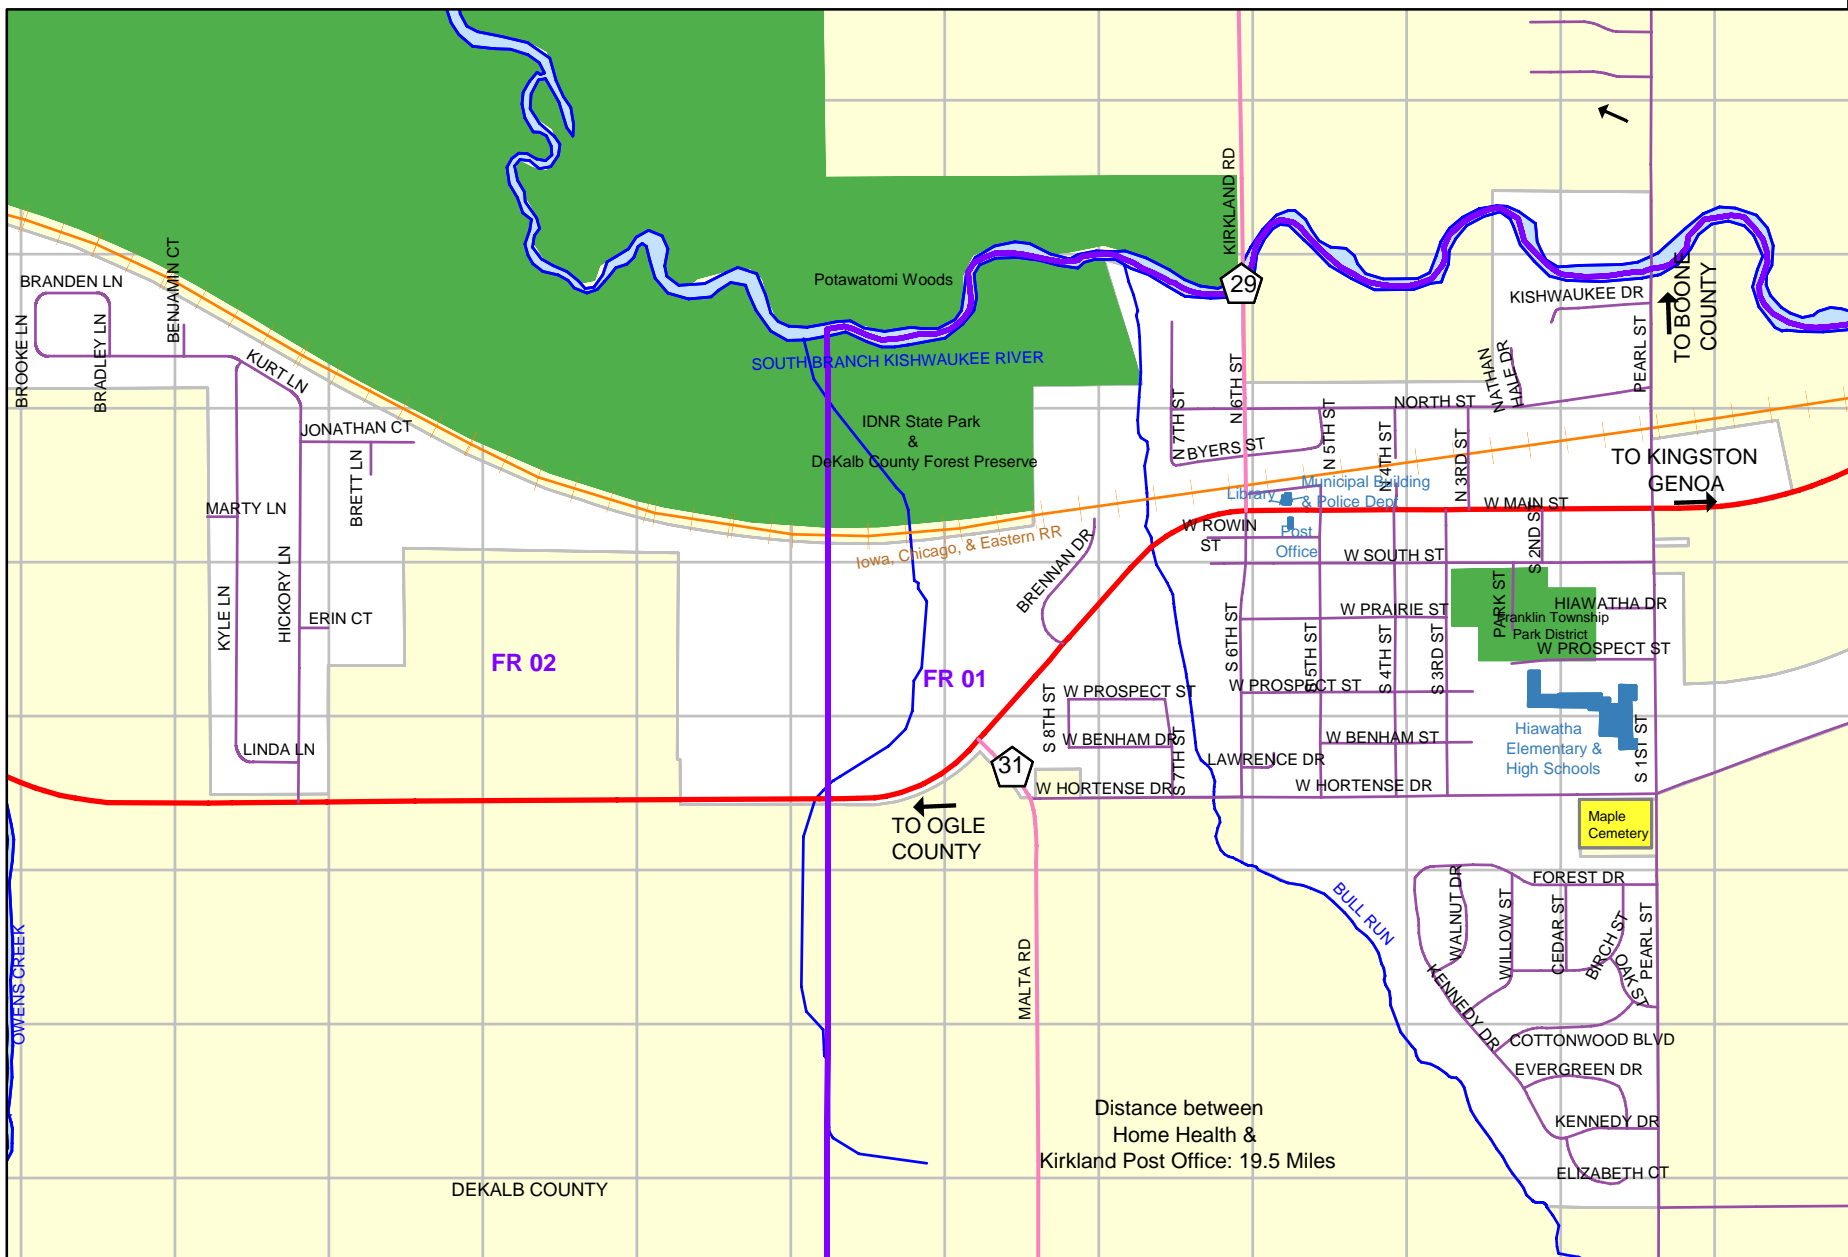 KIRKLAND RD
Potawatomi Woods
29
BENJAMIN CT
BRANDEN LN
BROOKE LN
BRADLEY LN
KURT LN
SOUTH BRANCH KISHWAUKEE RIVER
KISHWAUKEE DR
TO BOONE
COUNTY
PEARL ST
NATHAN
HALE DR
N 7TH ST
N 6TH ST
N 5TH ST
N 4TH ST
N 3RD ST
NORTH ST
BYERS ST
JONATHAN CT
BRETT LN
IDNR State Park
&
DeKalb County Forest Preserve
TO KINGSTON
GENOA
Library
Municipal Building
& Police Dept
W MAIN ST
MARTY LN
W ROWIN
ST
Post
Office
Iowa, Chicago, & Eastern RR
BRENNAN DR
W SOUTH ST
S 2ND ST
KYLE LN
HICKORY LN
ERIN CT
S 6TH ST
S 5TH ST
S 4TH ST
S 3RD ST
W PRAIRIE ST
PARK ST
HIAWATHA DR
Franklin Township
Park District
W PROSPECT ST
FR 02
FR 01
S 8TH ST
W PROSPECT ST
W PROSPECT ST
W BENHAM DR
S 7TH ST
W BENHAM ST
LAWRENCE DR
Hiawatha
Elementary &
High Schools
S 1ST ST
LINDA LN
31
W HORTENSE DR
W HORTENSE DR
TO OGLE
COUNTY
Maple
Cemetery
FOREST DR
WALNUT DR
WILLOW ST
CEDAR ST
BIRCH ST
OAK ST
PEARL ST
BULL RUN
OWENS CREEK
MALTA RD
KENNEDY DR
COTTONWOOD BLVD
EVERGREEN DR
KENNEDY DR
ELIZABETH CT
Distance between
Home Health &
Kirkland Post Office: 19.5 Miles
DEKALB COUNTY